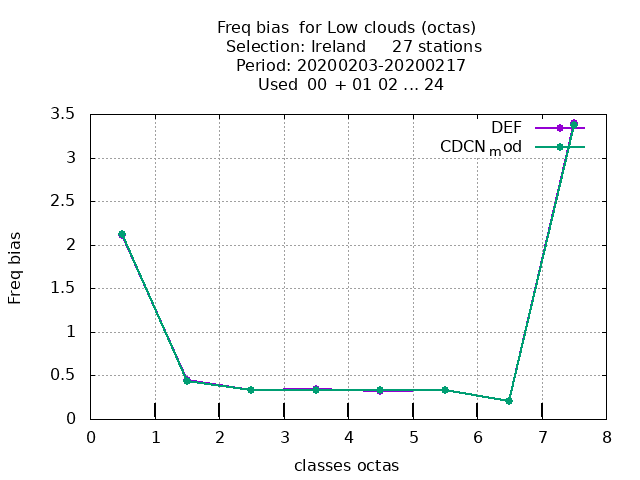 Freq bias  for Low clouds (octas)
Selection: Ireland     27 stations
Period: 20200203-20200217
Used  00  + 01 02 ... 24
DEF
CDCNmod
3.5
3
2.5
2
1.5
1
0.5
0
Freq bias
0 1 2 3 4 5 6 7 8
classes octas